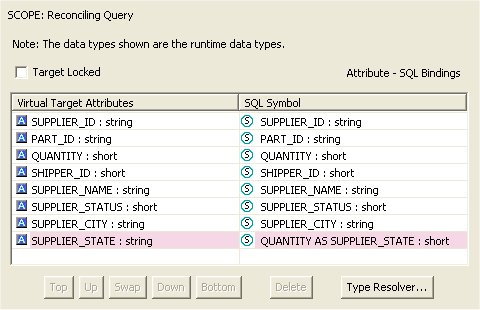 SCOPE: Reconciling Query
Note: The data types shown are the runtime data types.
Target Locked Attribute - SQL Bindings
Virtual Target Attributes SQL Symbol
A SUPPLIER_ID : string S SUPPLIER_ID : string
A PART_ID : string S PART_ID : string
A QUANTITY : short S QUANTITY : short
A SHIPPER_ID : short S SHIPPER_ID : short
A SUPPLIER_NAME : string S SUPPLIER_NAME : string
A SUPPLIER_STATUS : short S SUPPLIER_STATUS : short
A SUPPLIER_CITY : string S SUPPLIER_CITY : string
A SUPPLIER_STATE : string S QUANTITY AS SUPPLIER_STATE : short
Top Up Swap Down Bottom Delete Type Resolver...